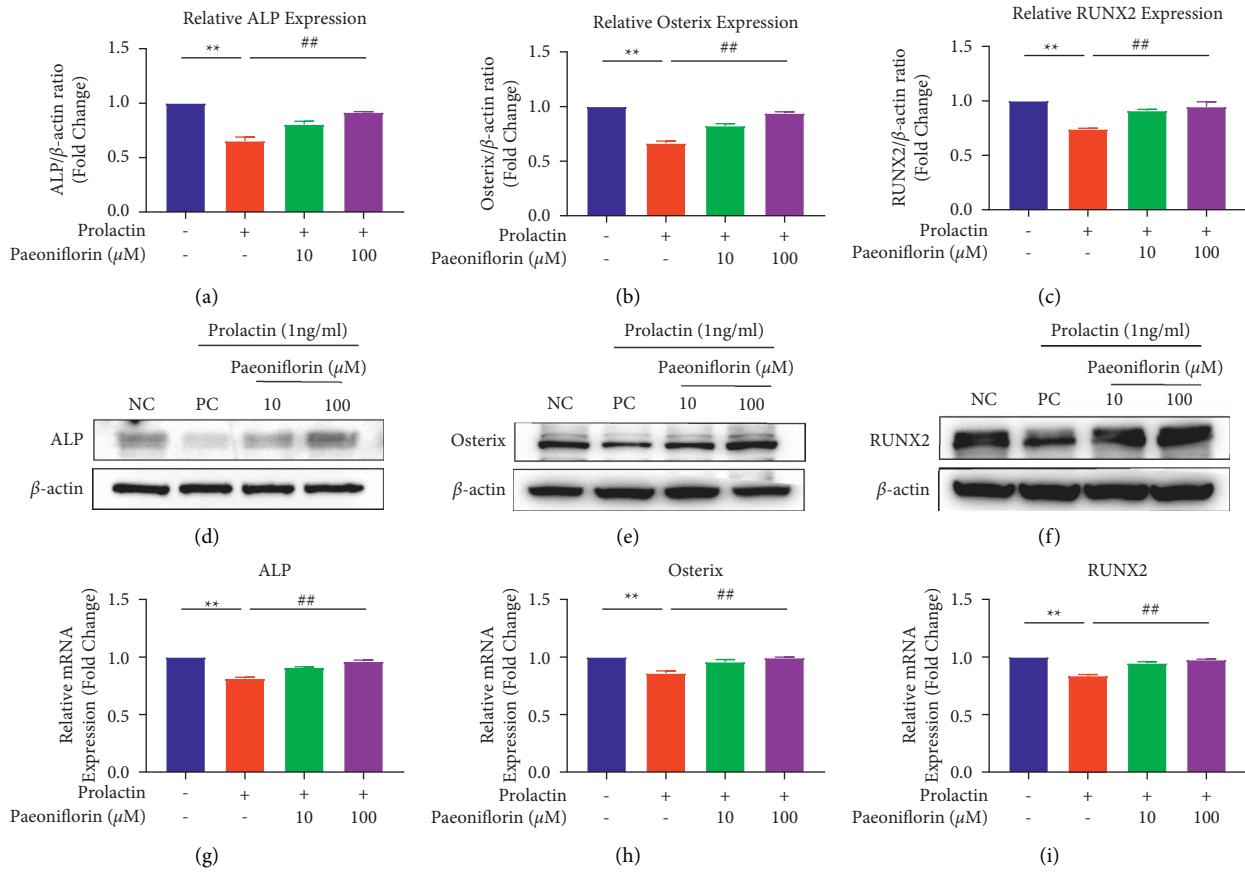 Relative ALP Expression
ALP/β-actin ratio
(Fold Change)
1.5
1.0
0.5
0.0
**
##
Prolactin - + + +
Paeoniflorin (μM) - - 10 100
(a)
Relative Osterix Expression
Osterix/β-actin ratio
(Fold Change)
1.5
1.0
0.5
0.0
**
##
Prolactin - + + +
Paeoniflorin (μM) - - 10 100
(b)
Relative RUNX2 Expression
RUNX2/β-actin ratio
(Fold Change)
1.5
1.0
0.5
0.0
**
##
Prolactin - + + +
Paeoniflorin (μM) - - 10 100
(c)
Prolactin (1ng/ml)
Paeoniflorin (μM)
NC PC 10 100
ALP
β-actin
(d)
Prolactin (1ng/ml)
Paeoniflorin (μM)
NC PC 10 100
Osterix
β-actin
(e)
Prolactin (1ng/ml)
Paeoniflorin (μM)
NC PC 10 100
RUNX2
β-actin
(f)
ALP
Relative mRNA
Expression (Fold Change)
1.5
1.0
0.5
0.0
**
##
Prolactin - + + +
Paeoniflorin (μM) - - 10 100
(g)
Osterix
Relative mRNA
Expression (Fold Change)
1.5
1.0
0.5
0.0
**
##
Prolactin - + + +
Paeoniflorin (μM) - - 10 100
(h)
RUNX2
Relative mRNA
Expression (Fold Change)
1.5
1.0
0.5
0.0
**
##
Prolactin - + + +
Paeoniflorin (μM) - - 10 100
(i)